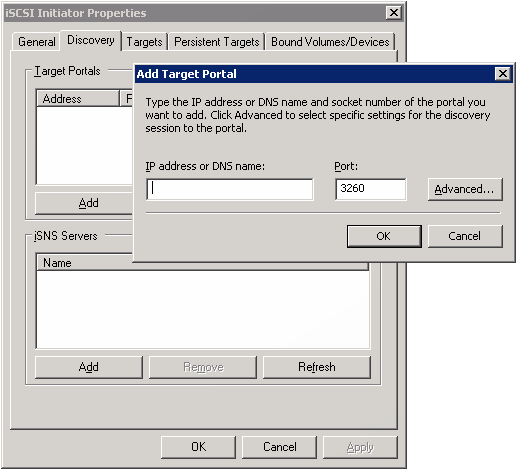 iSCSI Initiator Properties
General Discovery Targets Persistent Targets Bound Volumes/Devices
Target Portals
Address
Add
Add Target Portal
Type the IP address or DNS name and socket number of the portal you
want to add. Click Advanced to select specific settings for the discovery
session to the portal.
IP address or DNS name: Port:
3260 Advanced...
OK Cancel
iSNS Servers
Name
Add Remove Refresh
OK Cancel Apply